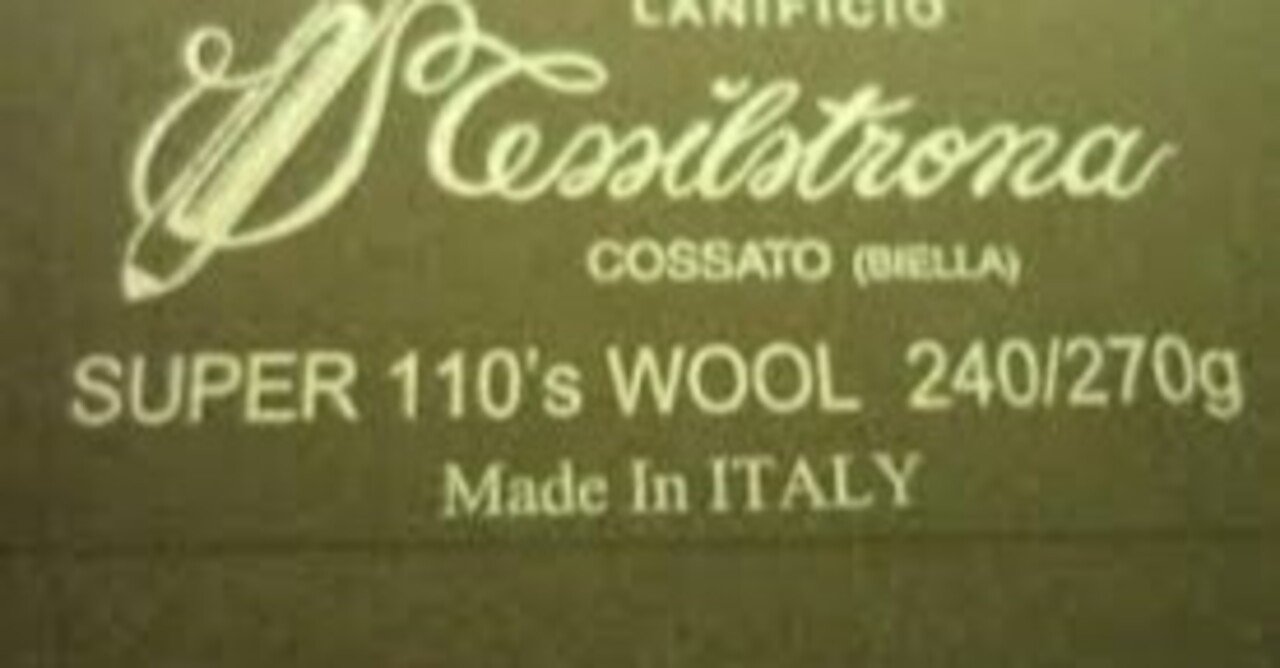 LANIFICIO
Tessilstrona
COSSATO (BIELLA)
SUPER 110's WOOL 240/270g
Made In ITALY